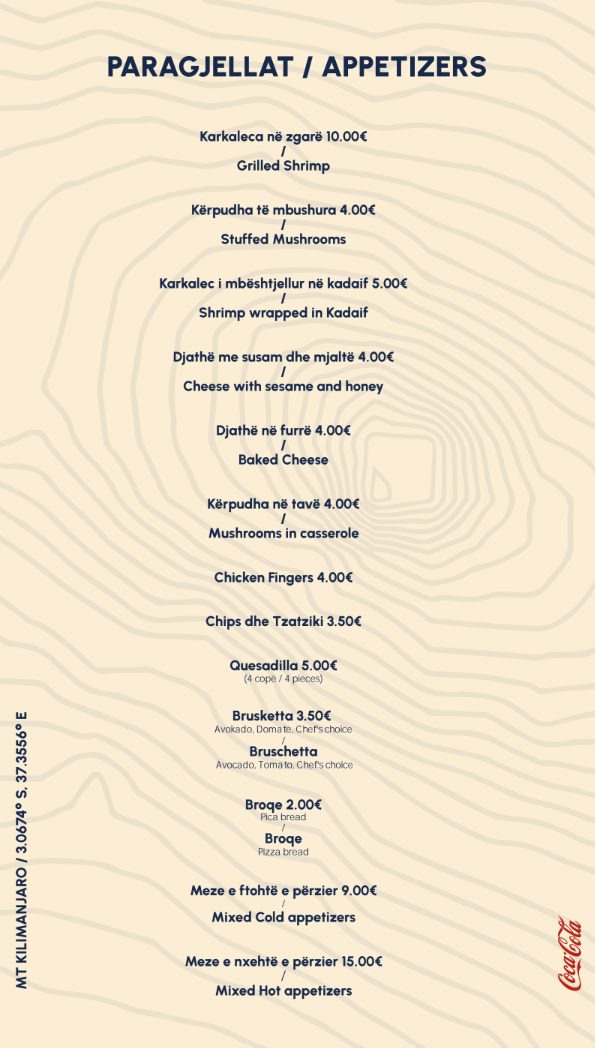 PARAGJELLAT / APPETIZERS
Karkaleca në zgarë 10.00€
/
Grilled Shrimp
Kërpudha të mbushura 4.00€
/
Stuffed Mushrooms
Karkalec i mbështjellur në kadaif 5.00€
/
Shrimp wrapped in Kadaif
Djathë me susam dhe mjaltë 4.00€
/
Cheese with sesame and honey
Djathë në furrë 4.00€
/
Baked Cheese
Kërpudha në tavë 4.00€
/
Mushrooms in casserole
Chicken Fingers 4.00€
Chips dhe Tzatziki 3.50€
Quesadilla 5.00€
(4 copë / 4 pieces)
Brusketta 3.50€
Avokado, Domate, Chef's choice
/
Bruschetta
Avocado, Tomato, Chef's choice
Broqe 2.00€
Pica bread
/
Broqe
Pizza bread
Meze e ftohtë e përzier 9.00€
/
Mixed Cold appetizers
Meze e nxehtë e përzier 15.00€
/
Mixed Hot appetizers
MT KILIMANJARO / 3.0674° S, 37.3556° E
Coca-Cola